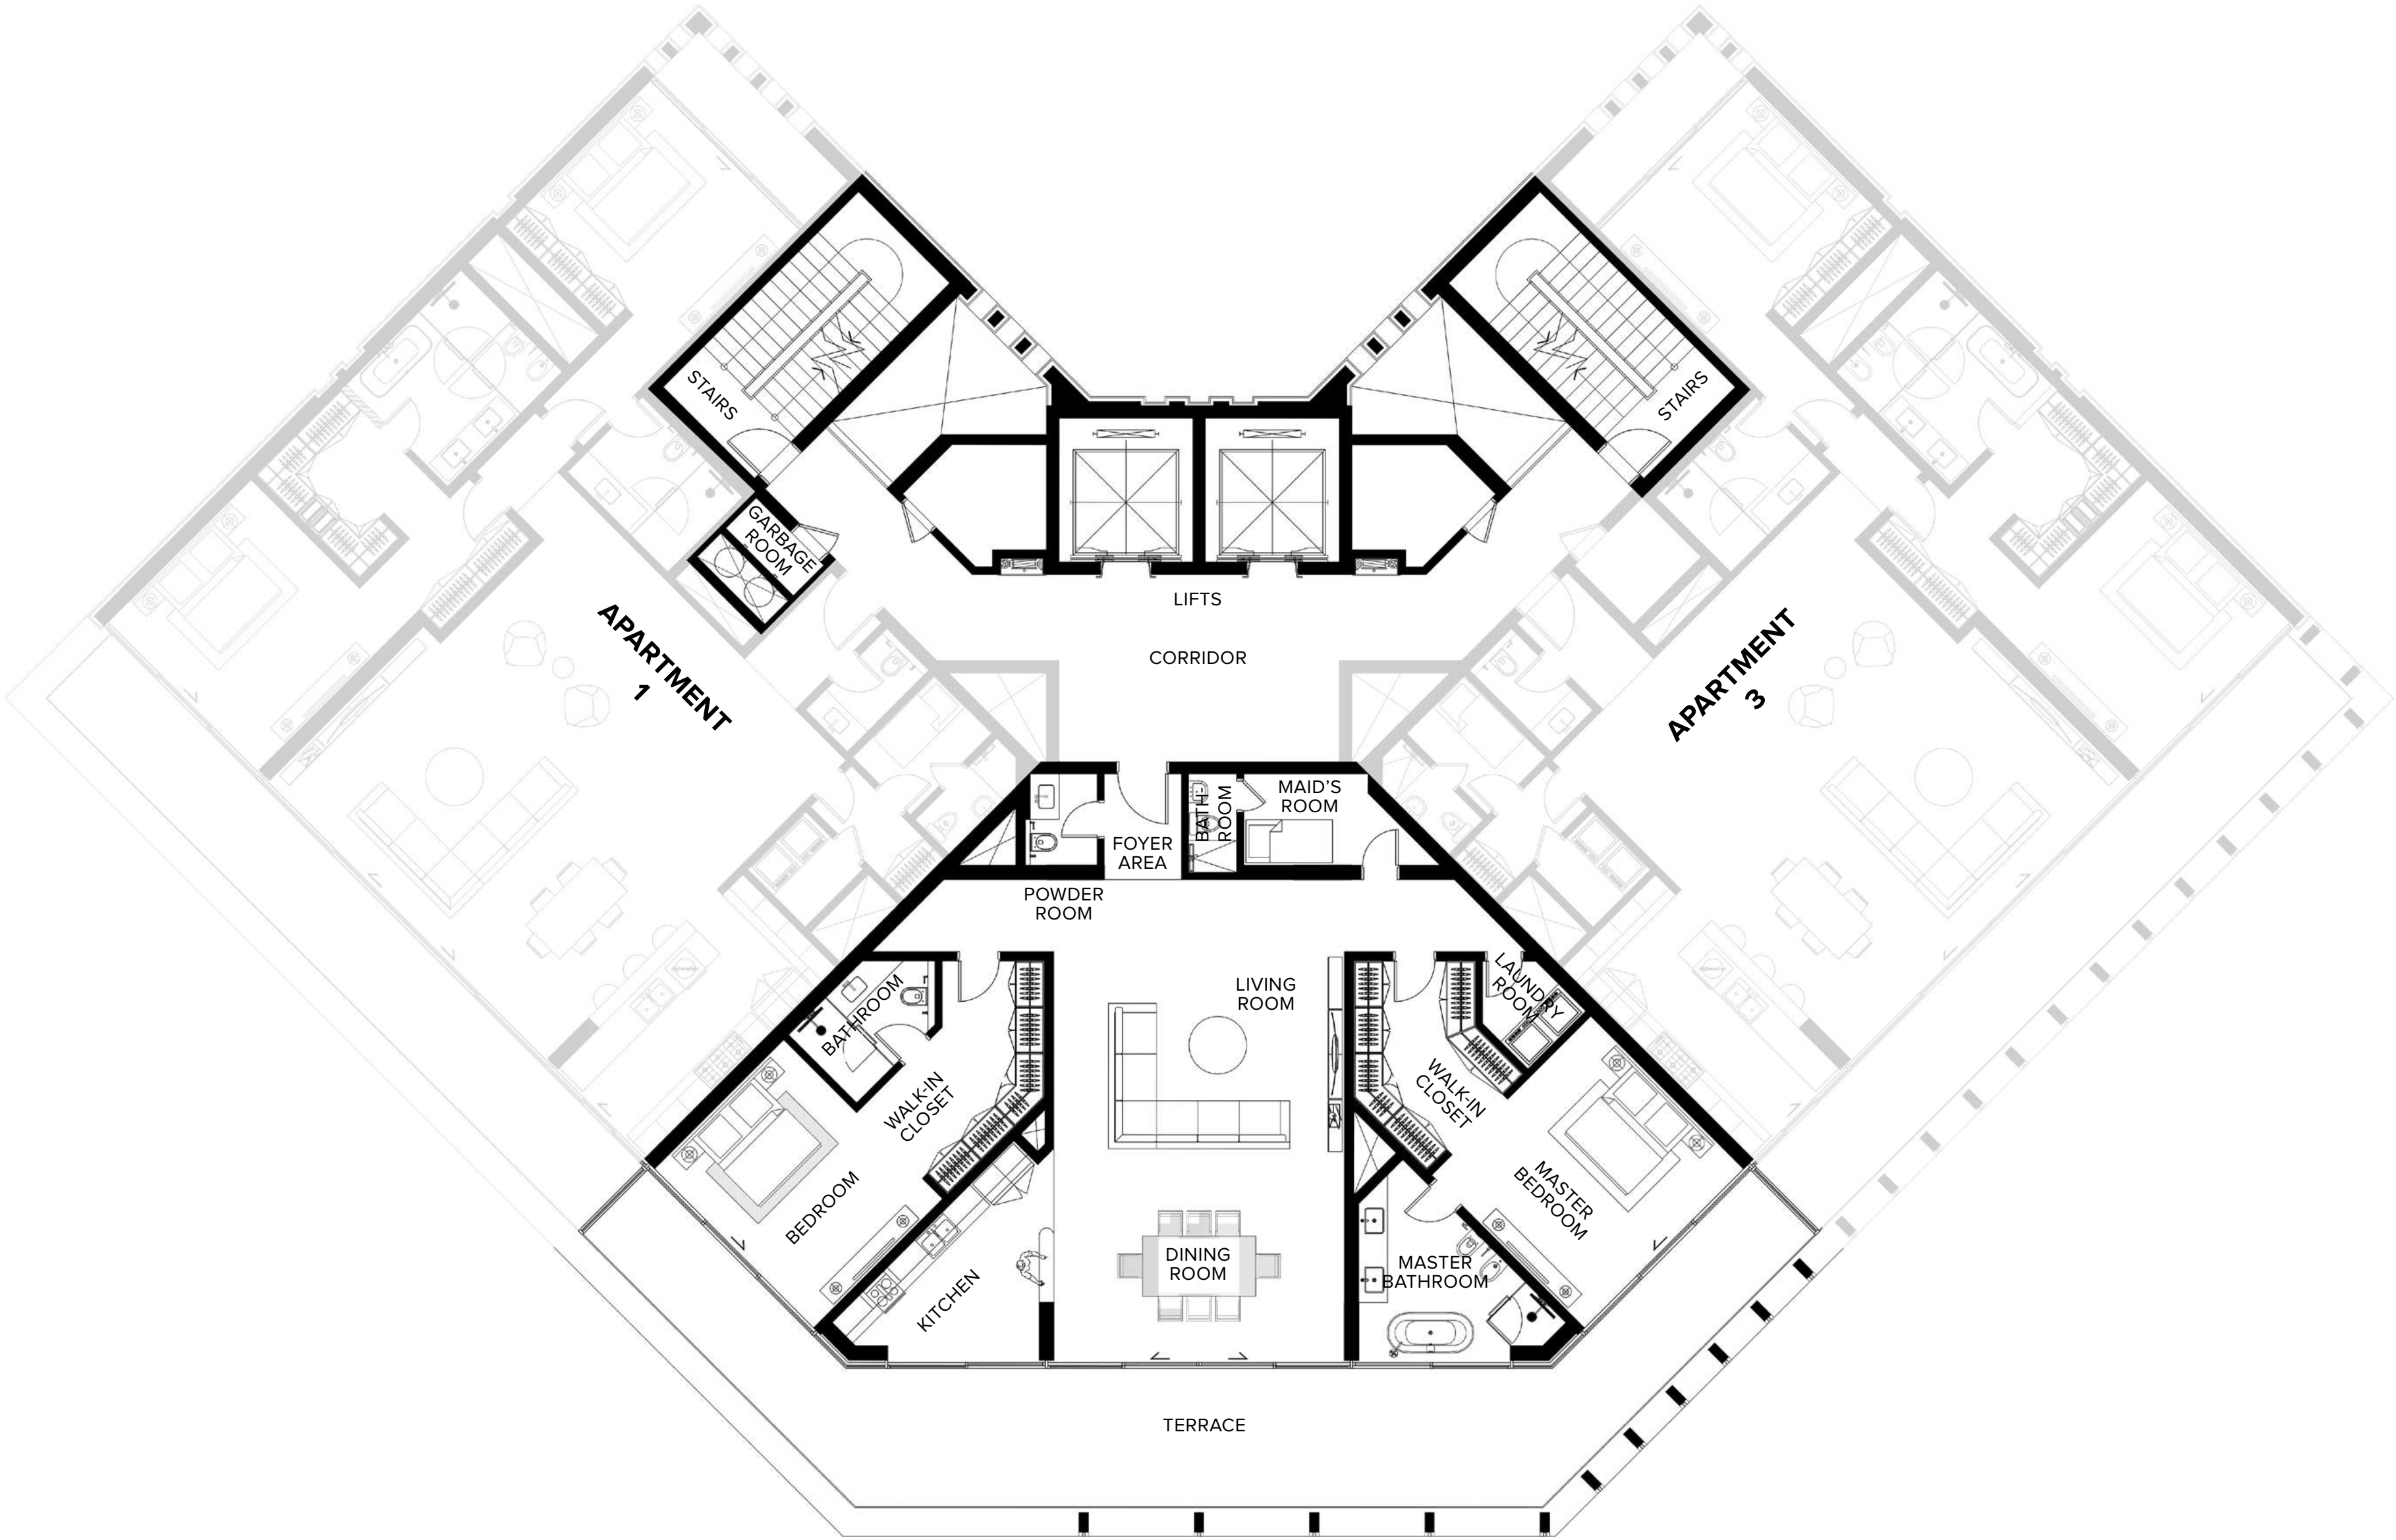 STAIRS
STAIRS
GARBAGE
ROOM
LIFTS
APARTMENT
1
CORRIDOR
APARTMENT
3
BATH-
ROOM
MAID’S
ROOM
FOYER
AREA
POWDER
ROOM
LIVING
ROOM
BATHROOM
LAUNDRY
ROOM
WALK-IN
CLOSET
WALK-IN
CLOSET
BEDROOM
MASTER
BEDROOM
DINING
ROOM
KITCHEN
MASTER
BATHROOM
TERRACE